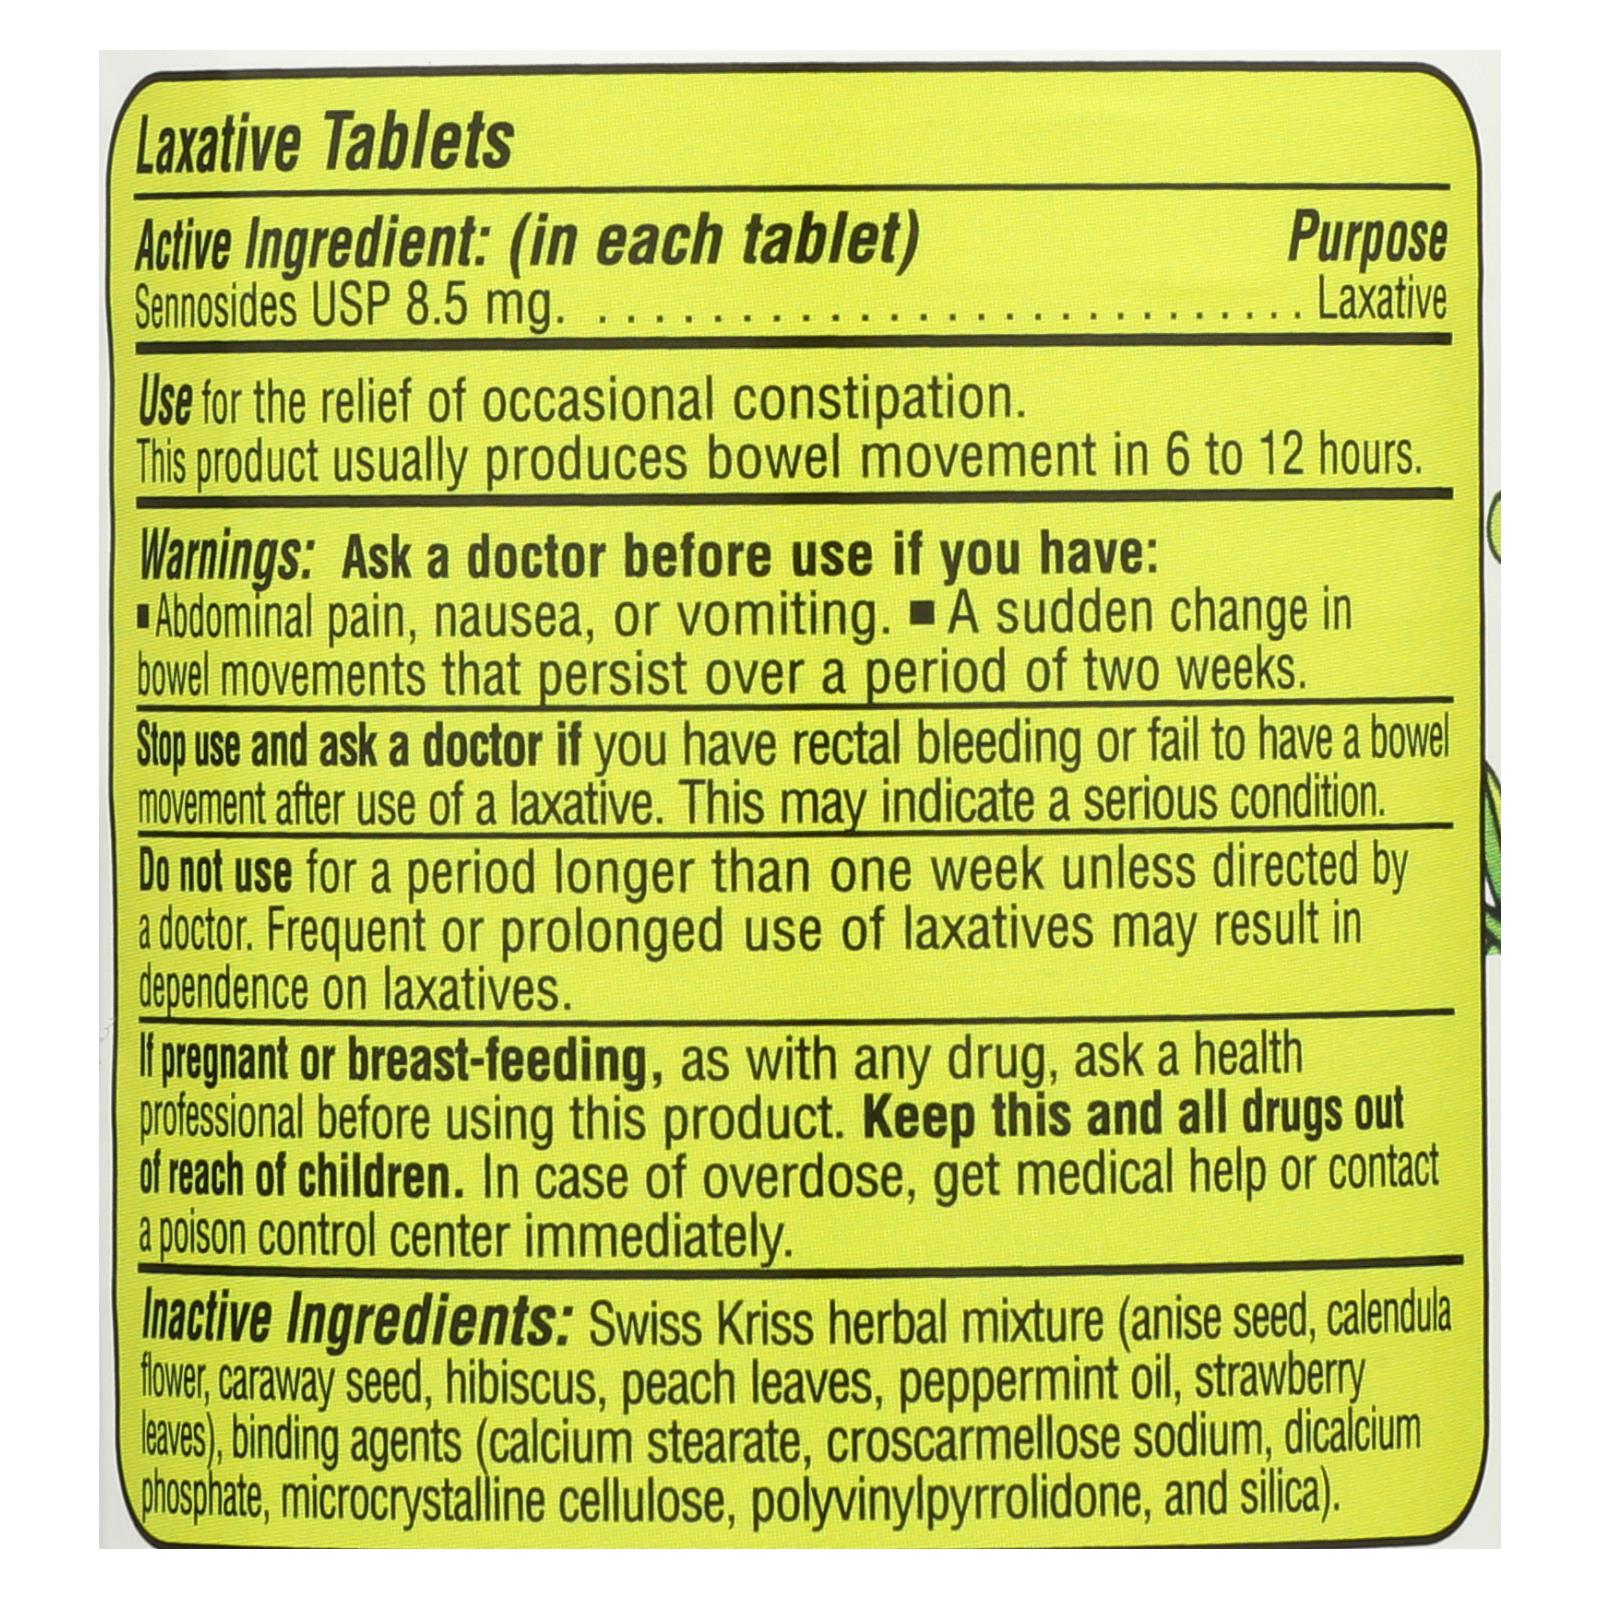 Laxative Tablets
Active Ingredient: (in each tablet) Purpose
Sennosides USP 8.5 mg. . . . . . . . . . . . . . . . . . . . . . . . . . Laxative
Use for the relief of occasional constipation.
This product usually produces bowel movement in 6 to 12 hours.
Warnings: Ask a doctor before use if you have:
■ Abdominal pain, nausea, or vomiting. ■ A sudden change in
bowel movements that persist over a period of two weeks.
Stop use and ask a doctor if you have rectal bleeding or fail to have a bowel
movement after use of a laxative. This may indicate a serious condition.
Do not use for a period longer than one week unless directed by
a doctor. Frequent or prolonged use of laxatives may result in
dependence on laxatives.
If pregnant or breast-feeding, as with any drug, ask a health
professional before using this product. Keep this and all drugs out
of reach of children. In case of overdose, get medical help or contact
a poison control center immediately.
Inactive Ingredients: Swiss Kriss herbal mixture (anise seed, calendula
flower, caraway seed, hibiscus, peach leaves, peppermint oil, strawberry
leaves), binding agents (calcium stearate, croscarmellose sodium, dicalcium
phosphate, microcrystalline cellulose, polyvinylpyrrolidone, and silica).